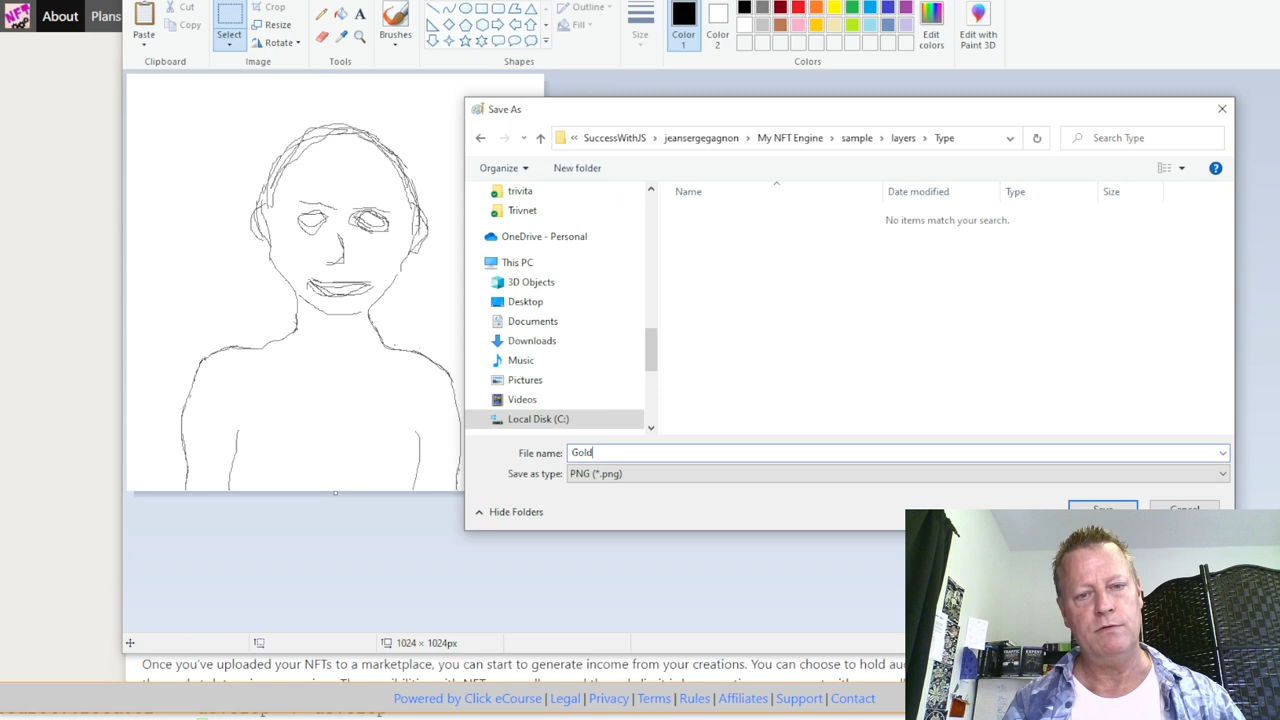 NFT About Plans
Paste
Cut
Copy
Clipboard
Select
Crop
Resize
Rotate
Image
A
Tools
Brushes
Shapes
Outline
Fill
Size
Color 1
Color 2
Edit colors
Colors
Edit with Paint 3D
Save As
SuccessWithJS jeansergegagnon My NFT Engine sample layers Type
Search Type
Organize New folder
trivita
Trivnet
OneDrive - Personal
This PC
3D Objects
Desktop
Documents
Downloads
Music
Pictures
Videos
Local Disk (C:)
Name Date modified Type Size
No items match your search.
File name: Gold
Save as type: PNG (*.png)
Hide Folders
Save Cancel
1024 × 1024px
Once you've uploaded your NFTs to a marketplace, you can start to generate income from your creations. You can choose to hold
Powered by Click eCourse | Legal | Privacy | Terms | Rules | Affiliates | Support | Contact